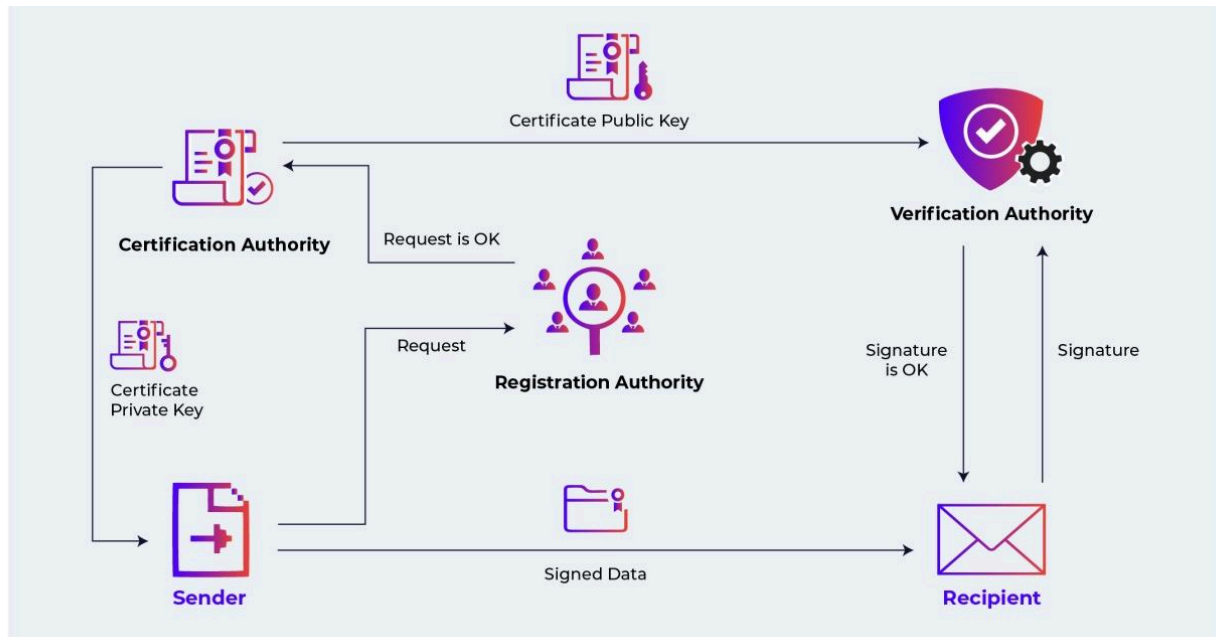 Certificate Public Key
Certification Authority
Verification Authority
Request is OK
Request
Registration Authority
Certificate
Private Key
Signature
is OK
Signature
Signed Data
Sender
Recipient